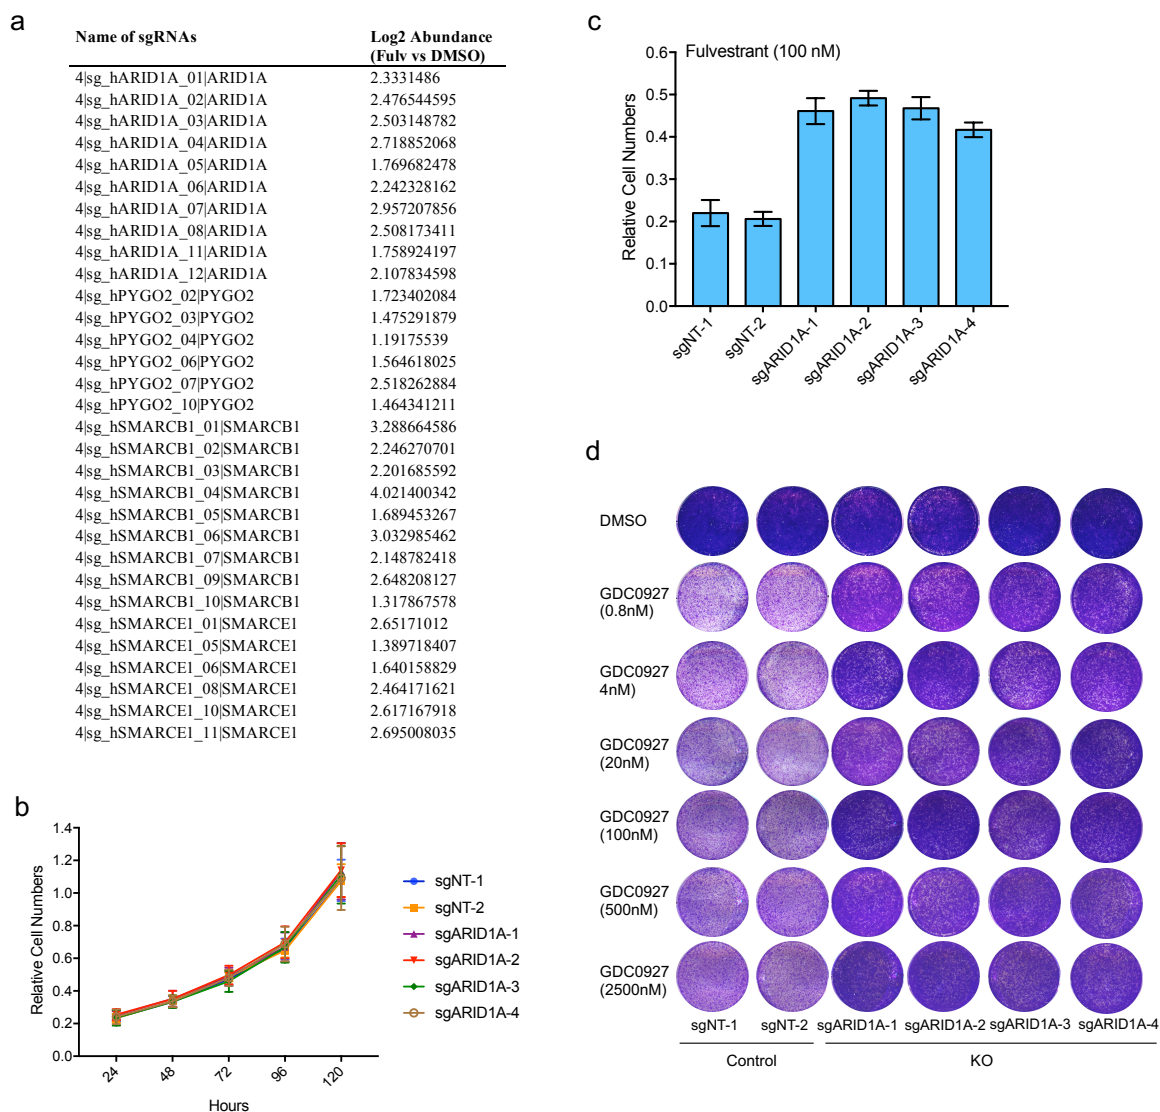 a
Name of sgRNAs Log2 Abundance
(Fulv vs DMSO)
4|sg_hARID1A_01|ARID1A 2.3331486
4|sg_hARID1A_02|ARID1A 2.476544595
4|sg_hARID1A_03|ARID1A 2.503148782
4|sg_hARID1A_04|ARID1A 2.718852068
4|sg_hARID1A_05|ARID1A 1.769682478
4|sg_hARID1A_06|ARID1A 2.242328162
4|sg_hARID1A_07|ARID1A 2.957207856
4|sg_hARID1A_08|ARID1A 2.508173411
4|sg_hARID1A_11|ARID1A 1.758924197
4|sg_hARID1A_12|ARID1A 2.107834598
4|sg_hPYGO2_02|PYGO2 1.723402084
4|sg_hPYGO2_03|PYGO2 1.475291879
4|sg_hPYGO2_04|PYGO2 1.19175539
4|sg_hPYGO2_06|PYGO2 1.564618025
4|sg_hPYGO2_07|PYGO2 2.518262884
4|sg_hPYGO2_10|PYGO2 1.464341211
4|sg_hSMARCB1_01|SMARCB1 3.288664586
4|sg_hSMARCB1_02|SMARCB1 2.246270701
4|sg_hSMARCB1_03|SMARCB1 2.201685592
4|sg_hSMARCB1_04|SMARCB1 4.021400342
4|sg_hSMARCB1_05|SMARCB1 1.689453267
4|sg_hSMARCB1_06|SMARCB1 3.032985462
4|sg_hSMARCB1_07|SMARCB1 2.148782418
4|sg_hSMARCB1_09|SMARCB1 2.648208127
4|sg_hSMARCB1_10|SMARCB1 1.317867578
4|sg_hSMARCE1_01|SMARCE1 2.65171012
4|sg_hSMARCE1_05|SMARCE1 1.389718407
4|sg_hSMARCE1_06|SMARCE1 1.640158829
4|sg_hSMARCE1_08|SMARCE1 2.464171621
4|sg_hSMARCE1_10|SMARCE1 2.617167918
4|sg_hSMARCE1_11|SMARCE1 2.695008035
b
Relative Cell Numbers
1.4
1.2
1.0
0.8
0.6
0.4
0.2
0.0
24 48 72 96 120
Hours
sgNT-1
sgNT-2
sgARID1A-1
sgARID1A-2
sgARID1A-3
sgARID1A-4
c
Fulvestrant (100 nM)
Relative Cell Numbers
0.6
0.5
0.4
0.3
0.2
0.1
0.0
sgNT-1 sgNT-2 sgARID1A-1 sgARID1A-2 sgARID1A-3 sgARID1A-4
d
DMSO
GDC0927
(0.8nM)
GDC0927
4nM)
GDC0927
(20nM)
GDC0927
(100nM)
GDC0927
(500nM)
GDC0927
(2500nM)
sgNT-1 sgNT-2 sgARID1A-1 sgARID1A-2 sgARID1A-3 sgARID1A-4
Control KO